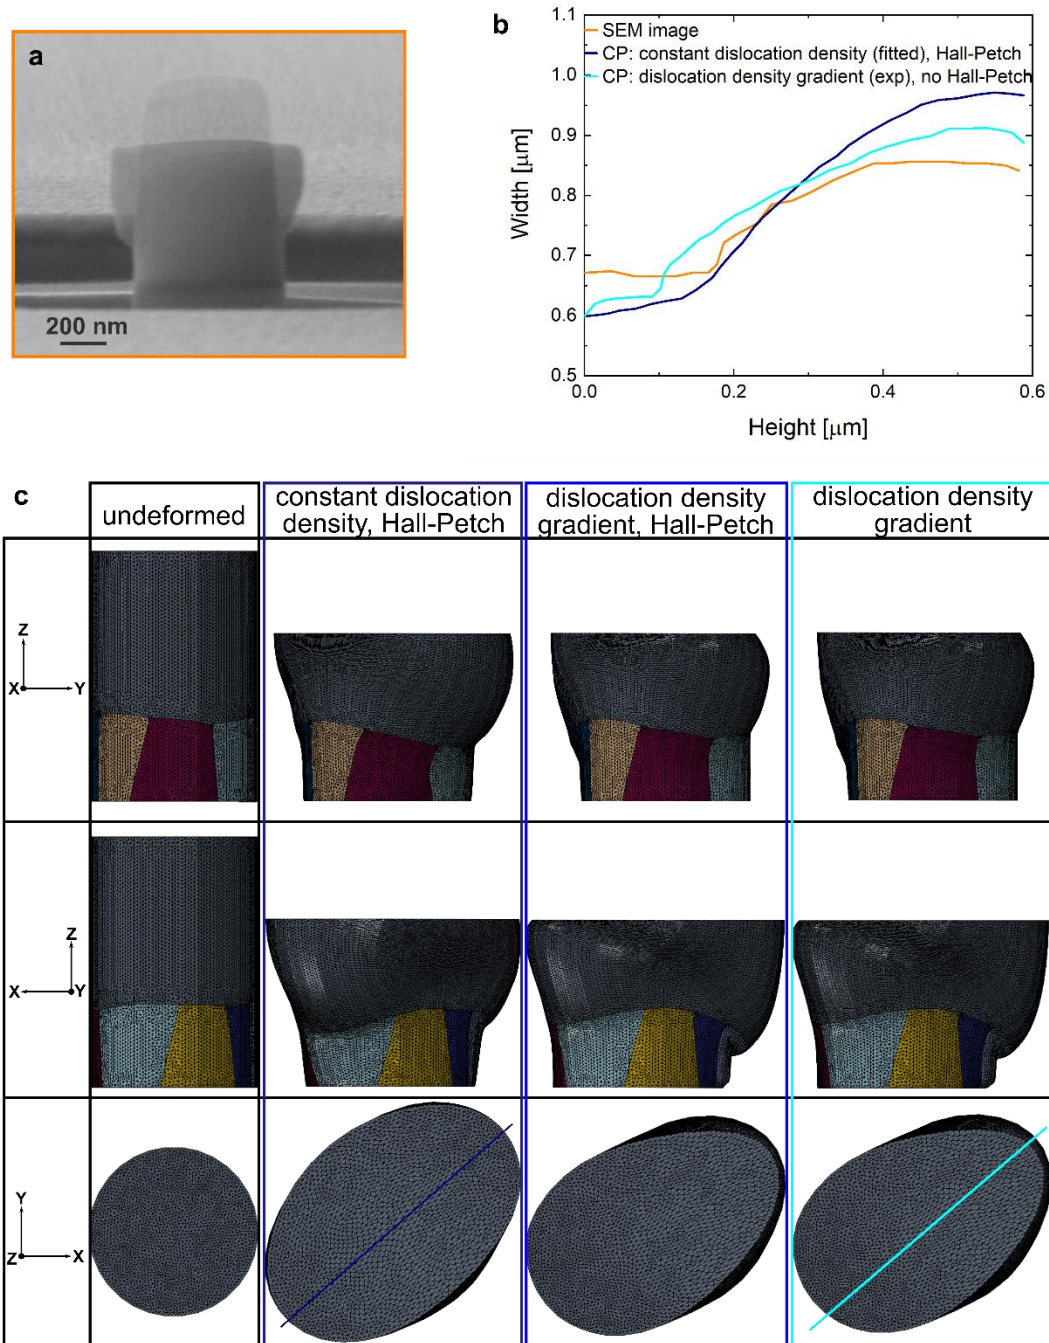 a
200 nm
b
SEM image
CP: constant dislocation density (fitted), Hall-Petch
CP: dislocation density gradient (exp), no Hall-Petch
1.1
1.0
0.9
0.8
0.7
0.6
0.5
Width [μm]
0.0
0.2
0.4
0.6
Height [μm]
c
undeformed
constant dislocation
density, Hall-Petch
dislocation density
gradient, Hall-Petch
dislocation density
gradient
Z
X
Y
Z
X
Y
Y
Z
X